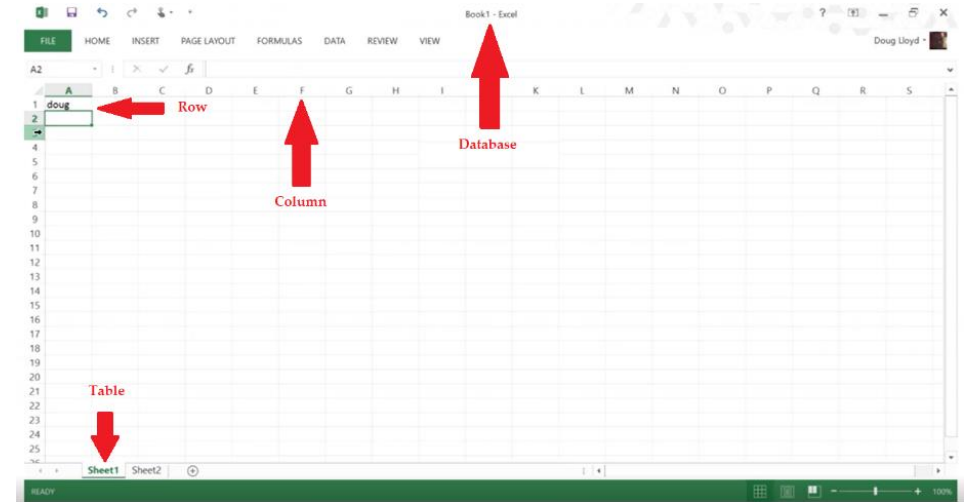 Book1 - Excel
?
FILE HOME INSERT PAGE LAYOUT FORMULAS DATA REVIEW VIEW
Doug Lloyd
A2 fx
A B C D E F G H I K L M N O P Q R S
1 doug
Row
2
4
Database
5
6
7
Column
8
9
10
11
12
13
14
15
16
17
18
19
20
21
Table
22
23
24
25
Sheet1 Sheet2
READY
100%